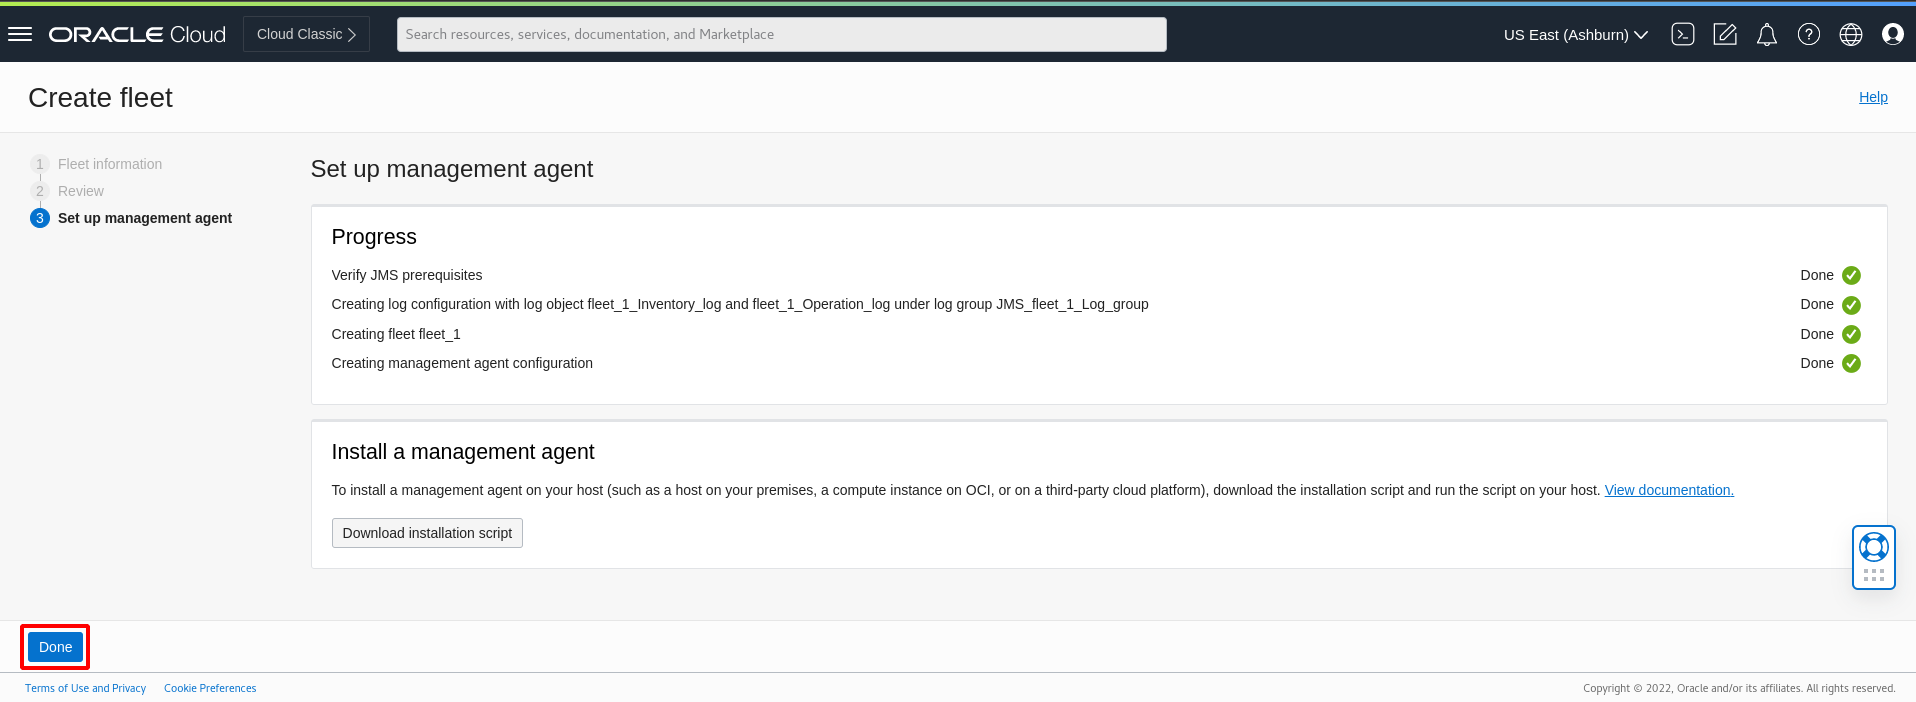 ORACLE Cloud
Cloud Classic
Search resources, services, documentation, and Marketplace
US East (Ashburn)
Create fleet
Help
1 Fleet information
2 Review
3 Set up management agent
Set up management agent
Progress
Verify JMS prerequisites Done
Creating log configuration with log object fleet_1_Inventory_log and fleet_1_Operation_log under log group JMS_fleet_1_Log_group Done
Creating fleet fleet_1 Done
Creating management agent configuration Done
Install a management agent
To install a management agent on your host (such as a host on your premises, a compute instance on OCI, or on a third-party cloud platform), download the installation script and run the script on your host. View documentation.
Download installation script
Done
Terms of Use and Privacy Cookie Preferences
Copyright © 2022, Oracle and/or its affiliates. All rights reserved.